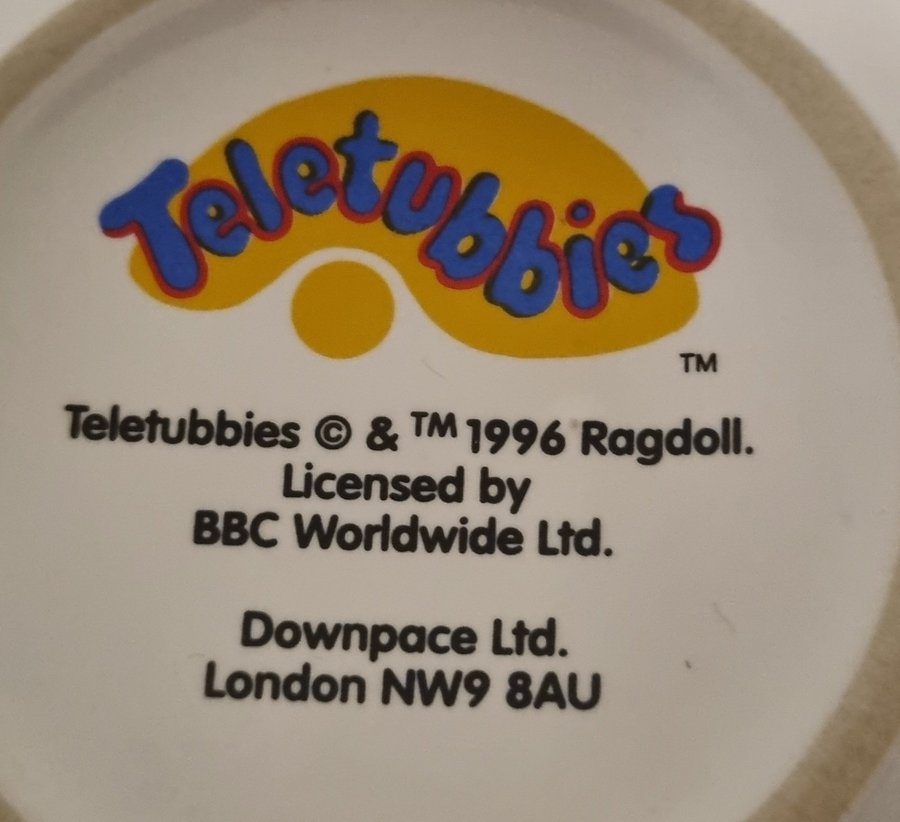 Teletubbies
TM
Teletubbies © & ™ 1996 Ragdoll.
Licensed by
BBC Worldwide Ltd.
Downpace Ltd.
London NW9 8AU